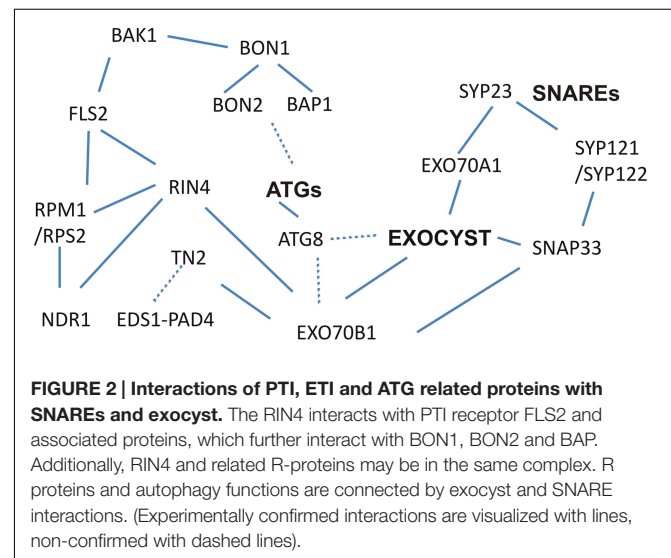 BAK1
BON1
BON2
BAP1
SYP23
SNAREs
FLS2
SYP121
/SYP122
EXO70A1
RIN4
ATGs
RPM1
/RPS2
ATG8
EXOCYST
SNAP33
TN2
NDR1
EDS1-PAD4
EXO70B1
FIGURE 2 | Interactions of PTI, ETI and ATG related proteins with
SNAREs and exocyst. The RIN4 interacts with PTI receptor FLS2 and
associated proteins, which further interact with BON1, BON2 and BAP.
Additionally, RIN4 and related R-proteins may be in the same complex. R
proteins and autophagy functions are connected by exocyst and SNARE
interactions. (Experimentally confirmed interactions are visualized with lines,
non-confirmed with dashed lines).